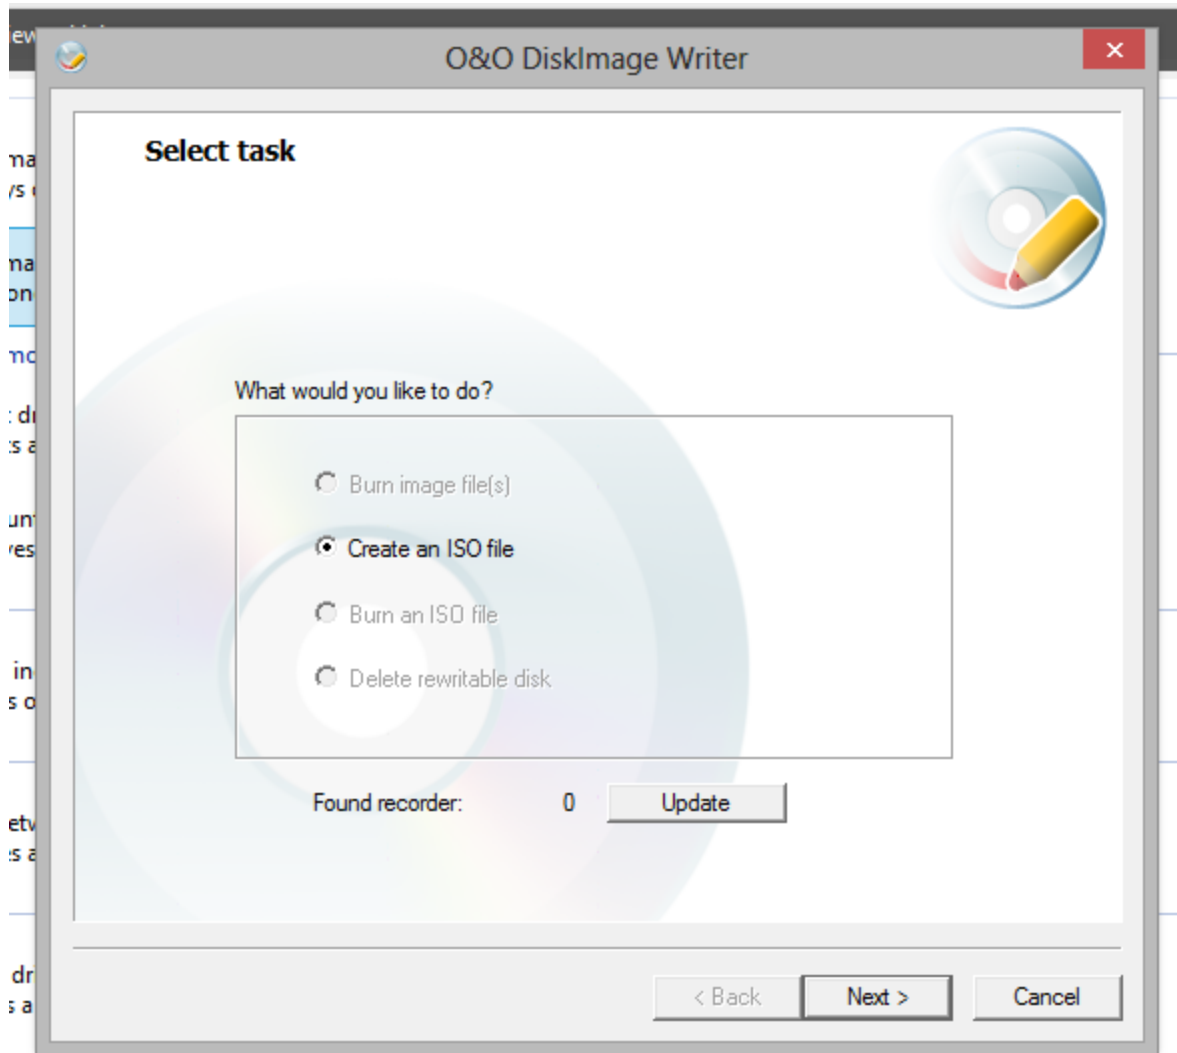 O&O DiskImage Writer
Select task
What would you like to do?
Burn image file(s)
Create an ISO file
Burn an ISO file
Delete rewritable disk
Found recorder: 0 Update
< Back Next > Cancel